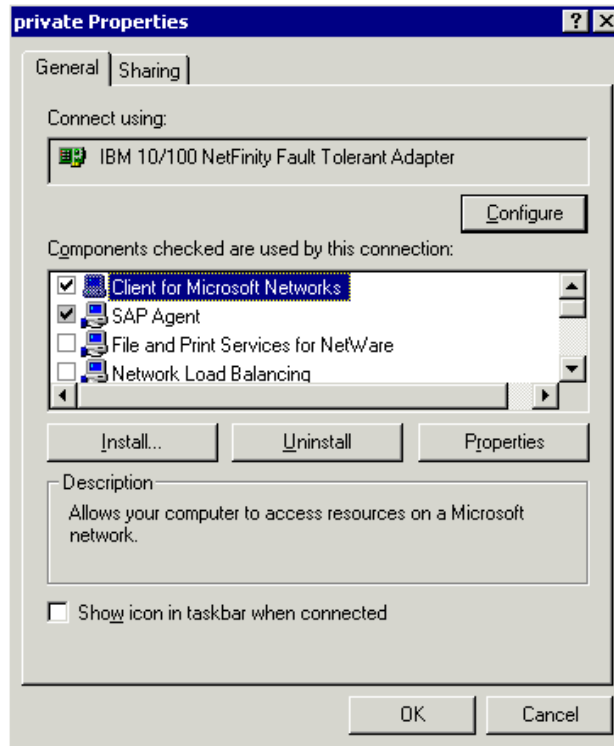 private Properties
General
Sharing
Connect using:
IBM 10/100 NetFinity Fault Tolerant Adapter
Configure
Components checked are used by this connection:
Client for Microsoft Networks
SAP Agent
File and Print Services for NetWare
Network Load Balancing
Install...
Uninstall
Properties
Description
Allows your computer to access resources on a Microsoft
network.
Show icon in taskbar when connected
OK
Cancel